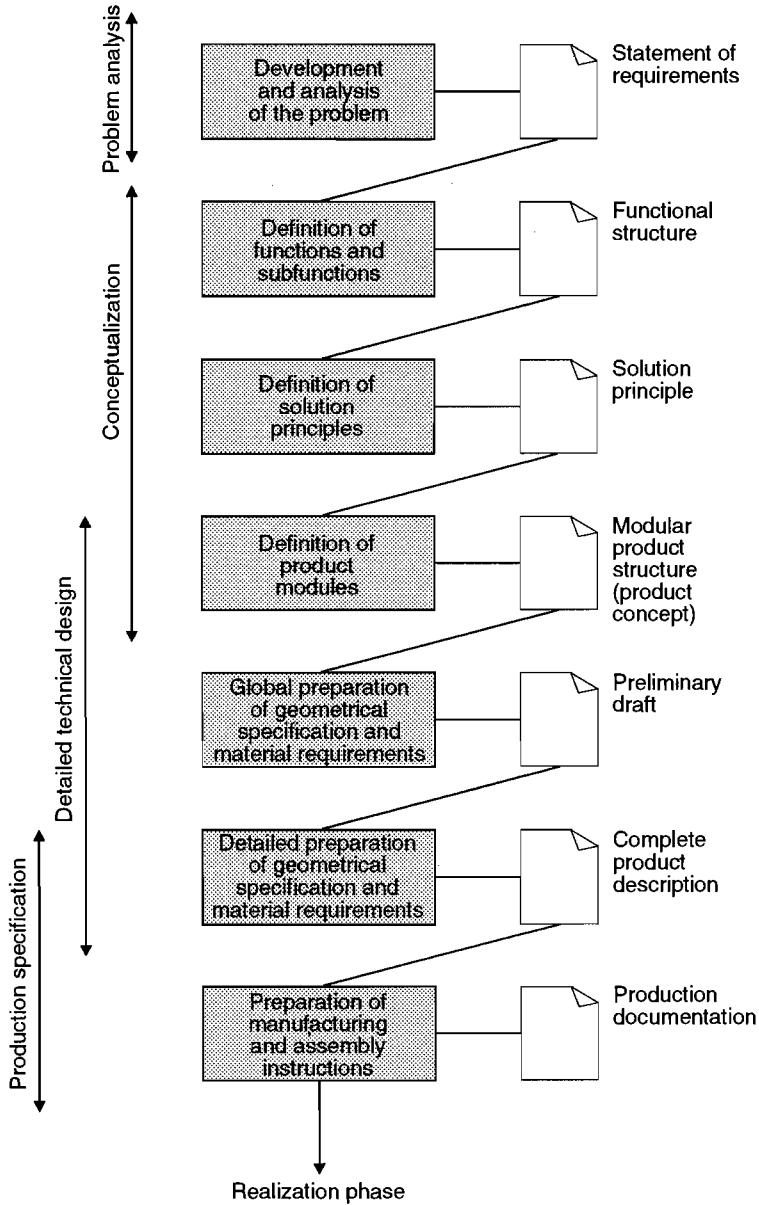 Problem analysis
Development
and analysis
of the problem
Statement of
requirements
Conceptualization
Definition of
functions and
subfunctions
Functional
structure
Definition of
solution
principles
Solution
principle
Detailed technical design
Definition of
product
modules
Modular
product
structure
(product
concept)
Global preparation
of geometrical
specification and
material requirements
Preliminary
draft
Production specification
Detailed preparation
of geometrical
specification and
material requirements
Complete
product
description
Preparation of
manufacturing
and assembly
instructions
Production
documentation
Realization phase